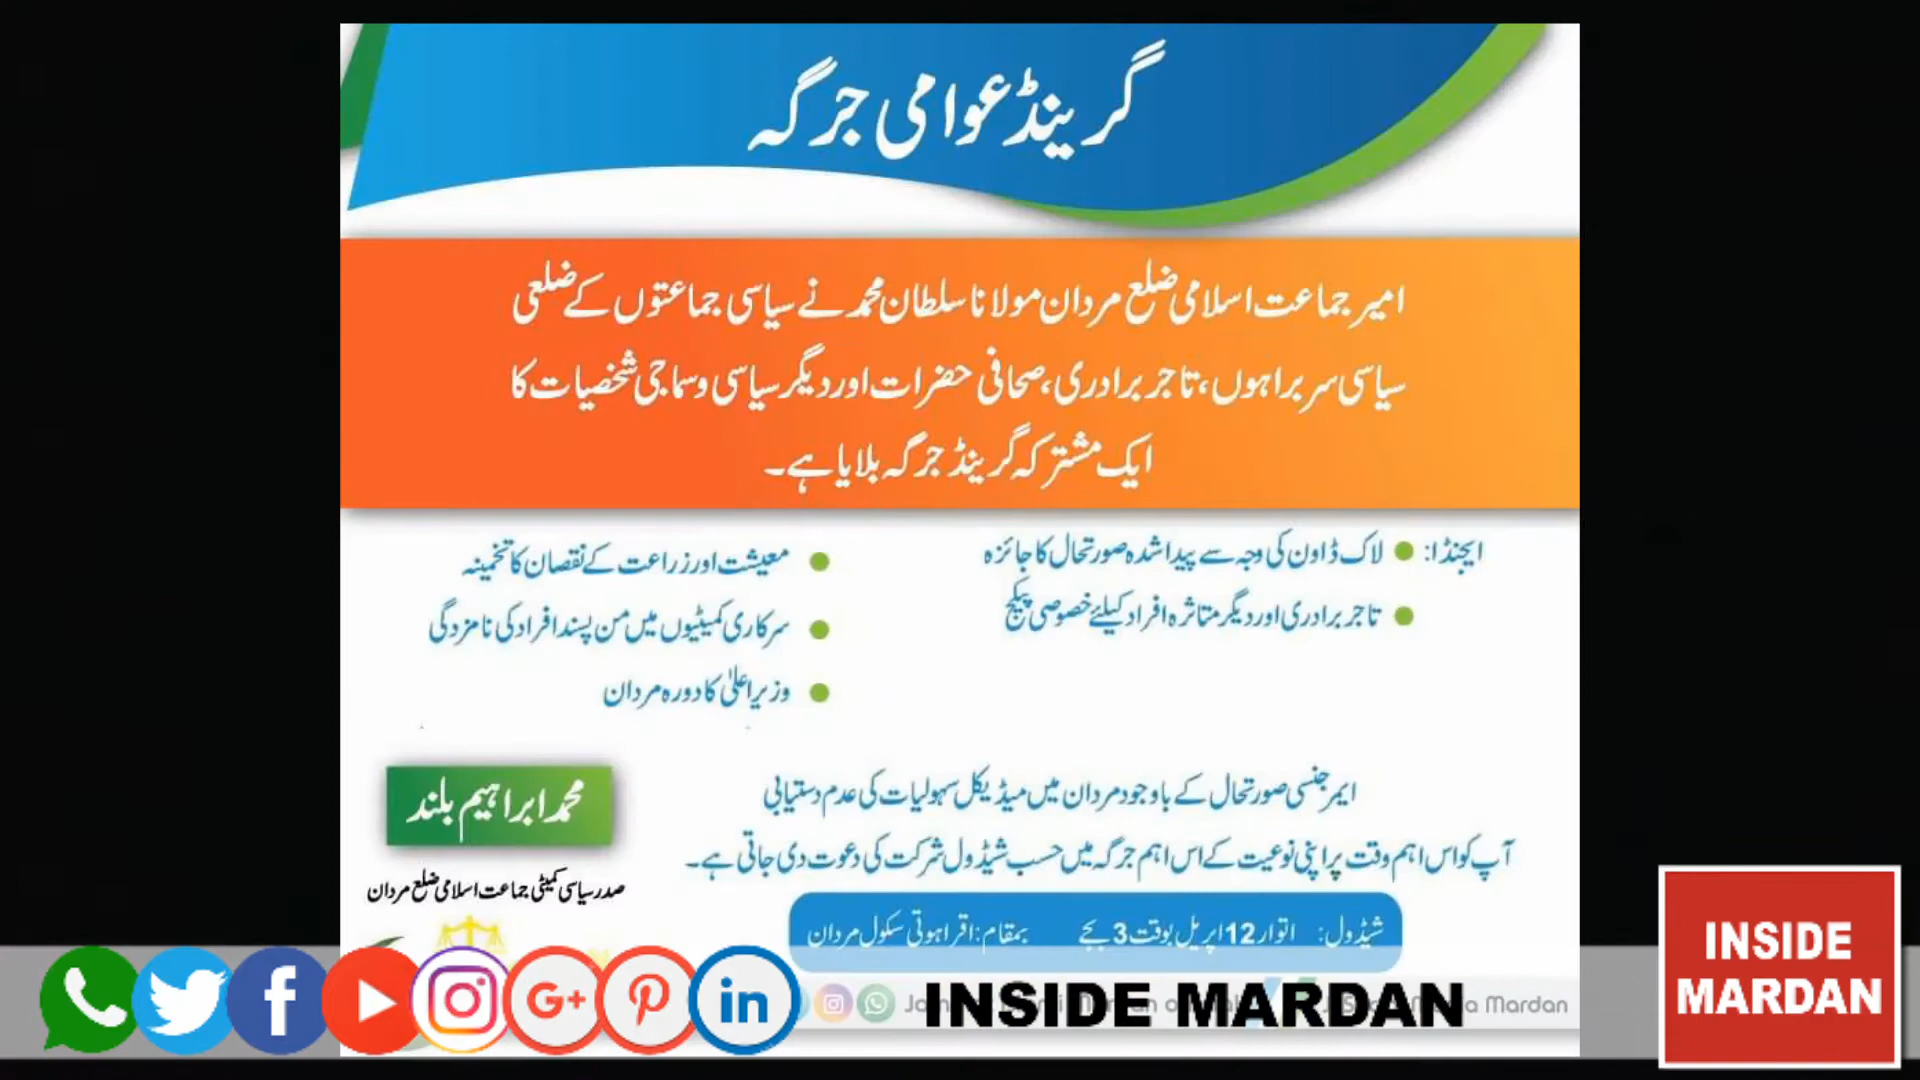 گرینڈ عوامی جرگہ
امیر جماعت اسلامی ضلع مردان مولانا سلطان محمد نے سیاسی جماعتوں کے ضلعی
سیاسی سربراہوں، تاجر برادری، صحافی حضرات اور دیگر سیاسی و سماجی شخصیات کا
ایک مشترکہ گرینڈ جرگہ بلایا ہے۔
ایجنڈا: لاک ڈاون کی وجہ سے پیدا شدہ صورتحال کا جائزہ
تاجر برادری اور دیگر متاثرہ افراد کیلئے خصوصی پیکج
معیشت اور زراعت کے نقصان کا تخمینہ
سرکاری کمیٹیوں میں من پسند افراد کی نامزدگی
وزیر اعلیٰ کا دورہ مردان
ایمرجنسی صورتحال کے باوجود مردان میں میڈیکل سہولیات کی عدم دستیابی
آپ کو اس اہم وقت پر اپنی نوعیت کے اس اہم جرگہ میں حسب شیڈول شرکت کی دعوت دی جاتی ہے۔
محمد ابراہیم بلند
صدر سیاسی کمیٹی جماعت اسلامی ضلع مردان
شیڈول: اتوار 12 اپریل بوقت 3 بجے بمقام: اقرا ہوتی سکول مردان
INSIDE MARDAN
Mardan
INSIDE
MARDAN